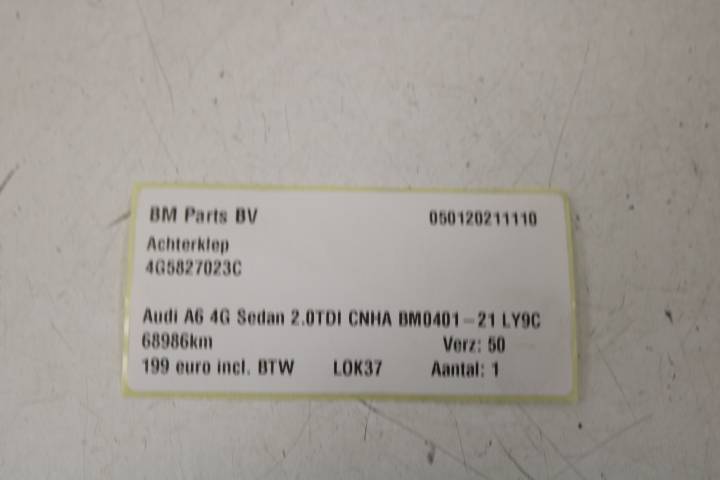 BM Parts BV 050120211110
Achterklep
4G5827023C
Audi A6 4G Sedan 2.0TDI CNHA BM0401-21 LY9C
68986km Verz: 50
199 euro incl. BTW LOK37 Aantal: 1